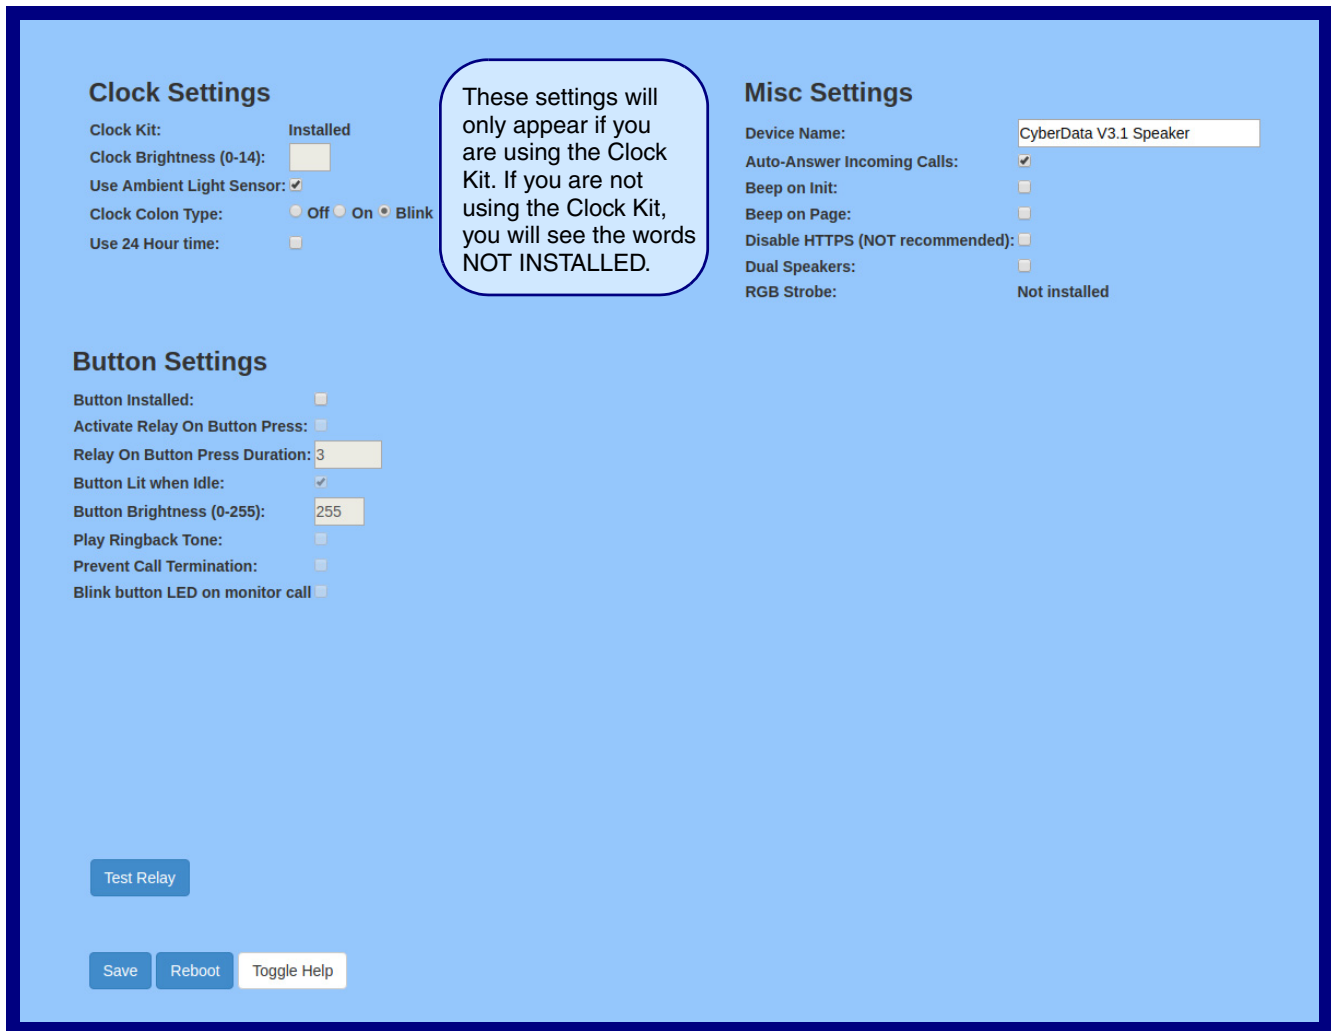 Clock Settings
Clock Kit: Installed
Clock Brightness (0-14):
Use Ambient Light Sensor:
Clock Colon Type: Off On Blink
Use 24 Hour time:
These settings will
only appear if you
are using the Clock
Kit. If you are not
using the Clock Kit,
you will see the words
NOT INSTALLED.
Misc Settings
Device Name: CyberData V3.1 Speaker
Auto-Answer Incoming Calls:
Beep on Init:
Beep on Page:
Disable HTTPS (NOT recommended):
Dual Speakers:
RGB Strobe: Not installed
Button Settings
Button Installed:
Activate Relay On Button Press:
Relay On Button Press Duration: 3
Button Lit when Idle:
Button Brightness (0-255): 255
Play Ringback Tone:
Prevent Call Termination:
Blink button LED on monitor call
Test Relay
Save Reboot Toggle Help